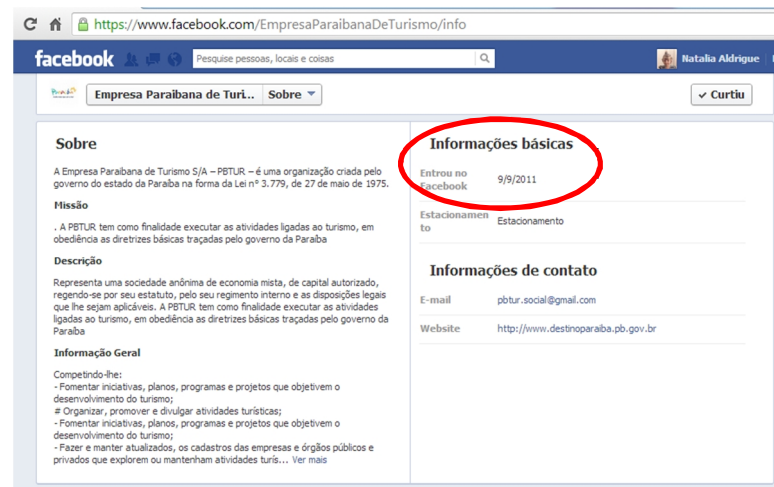 https://www.facebook.com/EmpresaParaibanaDeTurismo/info
facebook
Pesquise pessoas, locais e coisas
Natalia Aldrigue
Empresa Paraibana de Turi... Sobre
Curtiu
Sobre
A Empresa Paraibana de Turismo S/A – PBTUR – é uma organização criada pelo
governo do estado da Paraíba na forma da Lei nº 3.779, de 27 de maio de 1975.
Missão
. A PBTUR tem como finalidade executar as atividades ligadas ao turismo, em
obediência as diretrizes básicas traçadas pelo governo da Paraíba
Descrição
Representa uma sociedade anônima de economia mista, de capital autorizado,
regendo-se por seu estatuto, pelo seu regimento interno e as disposições legais
que lhe sejam aplicáveis. A PBTUR tem como finalidade executar as atividades
ligadas ao turismo, em obediência as diretrizes básicas traçadas pelo governo da
Paraíba
Informação Geral
Competindo-lhe:
- Fomentar iniciativas, planos, programas e projetos que objetivem o
desenvolvimento do turismo;
# Organizar, promover e divulgar atividades turísticas;
- Fomentar iniciativas, planos, programas e projetos que objetivem o
desenvolvimento do turismo;
- Fazer e manter atualizados, os cadastros das empresas e órgãos públicos e
privados que explorem ou mantenham atividades turís... Ver mais
Informações básicas
Entrou no
Facebook
9/9/2011
Estacionamen
to
Estacionamento
Informações de contato
E-mail pbtur.social@gmail.com
Website http://www.destinoparaiba.pb.gov.br